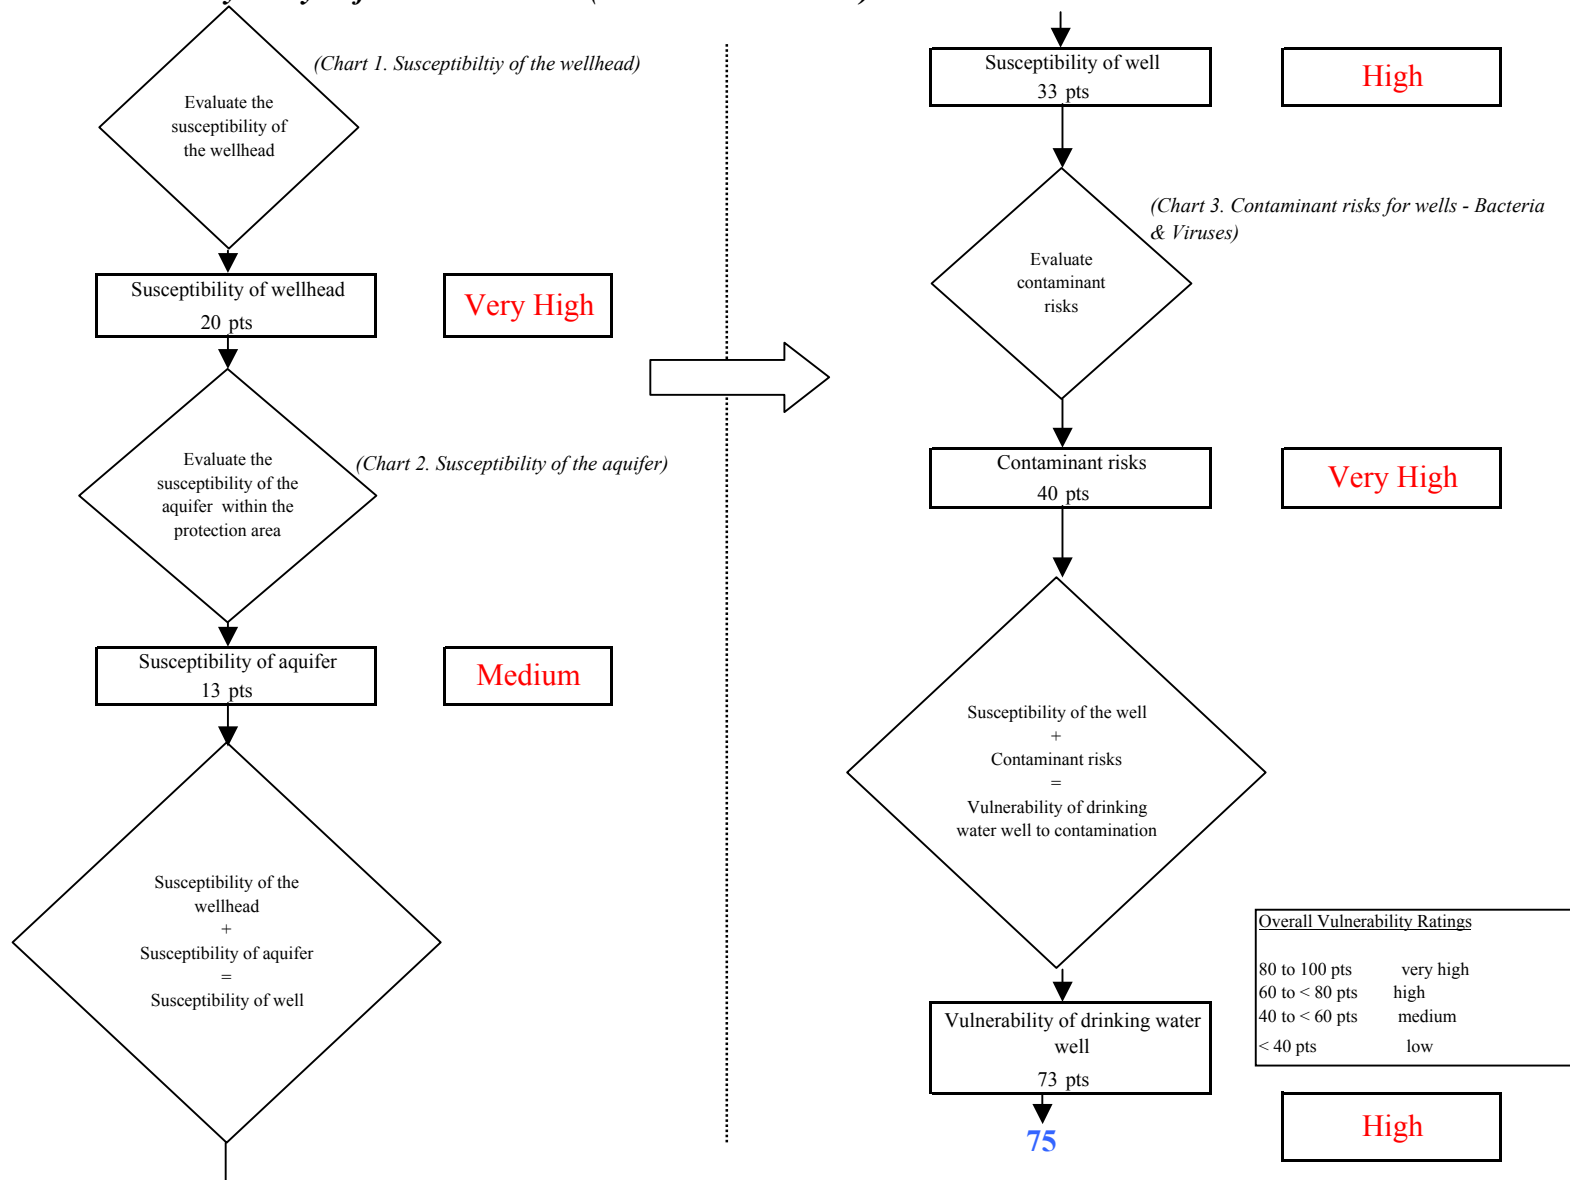 (Chart 1. Susceptibiltiy of the wellhead)
Evaluate the
susceptibility of
the wellhead
Susceptibility of wellhead
20 pts
Very High
Evaluate the
susceptibility of the
aquifer within the
protection area
(Chart 2. Susceptibility of the aquifer)
Susceptibility of aquifer
13 pts
Medium
Susceptibility of the
wellhead
+
Susceptibility of aquifer
=
Susceptibility of well
Susceptibility of well
33 pts
High
(Chart 3. Contaminant risks for wells - Bacteria
& Viruses)
Evaluate
contaminant
risks
Contaminant risks
40 pts
Very High
Susceptibility of the well
+
Contaminant risks
=
Vulnerability of drinking
water well to contamination
Overall Vulnerability Ratings
80 to 100 pts very high
60 to < 80 pts high
40 to < 60 pts medium
< 40 pts low
Vulnerability of drinking water
well
73 pts
75
High